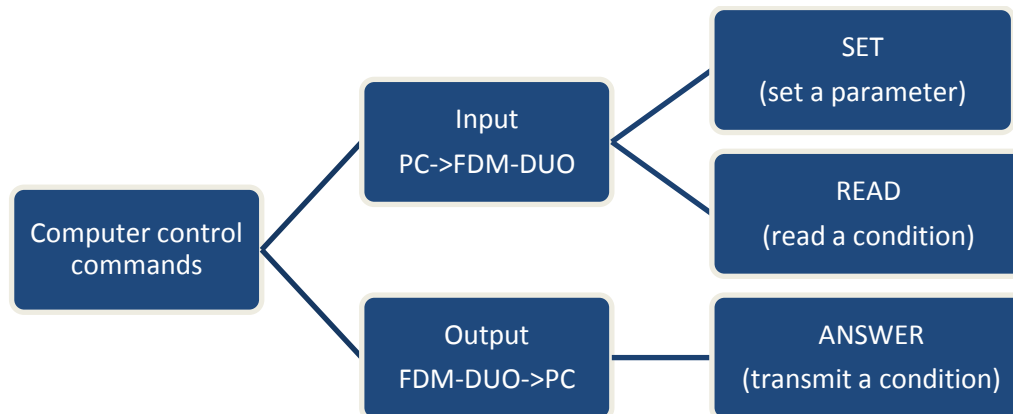 Computer control
commands
Input
PC->FDM-DUO
SET
(set a parameter)
READ
(read a condition)
Output
FDM-DUO->PC
ANSWER
(transmit a condition)